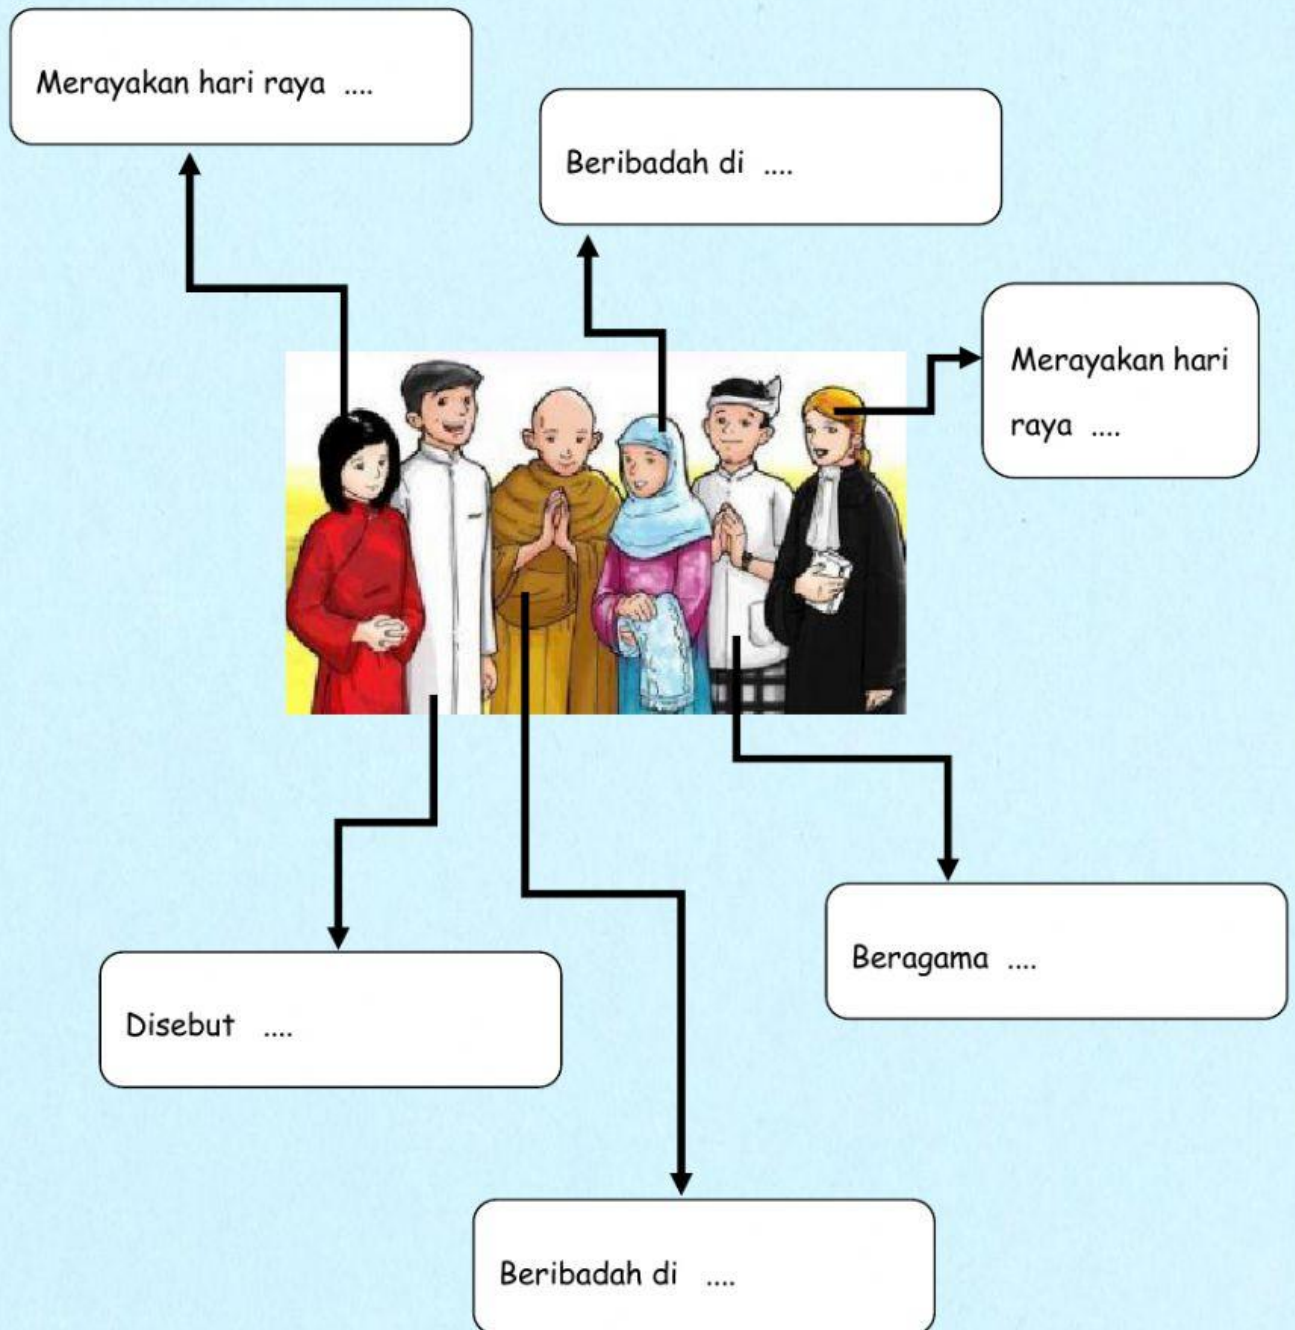 Merayakan hari raya ....
Beribadah di ....
Merayakan hari
raya ....
Beragama ....
Disebut ....
Beribadah di ....